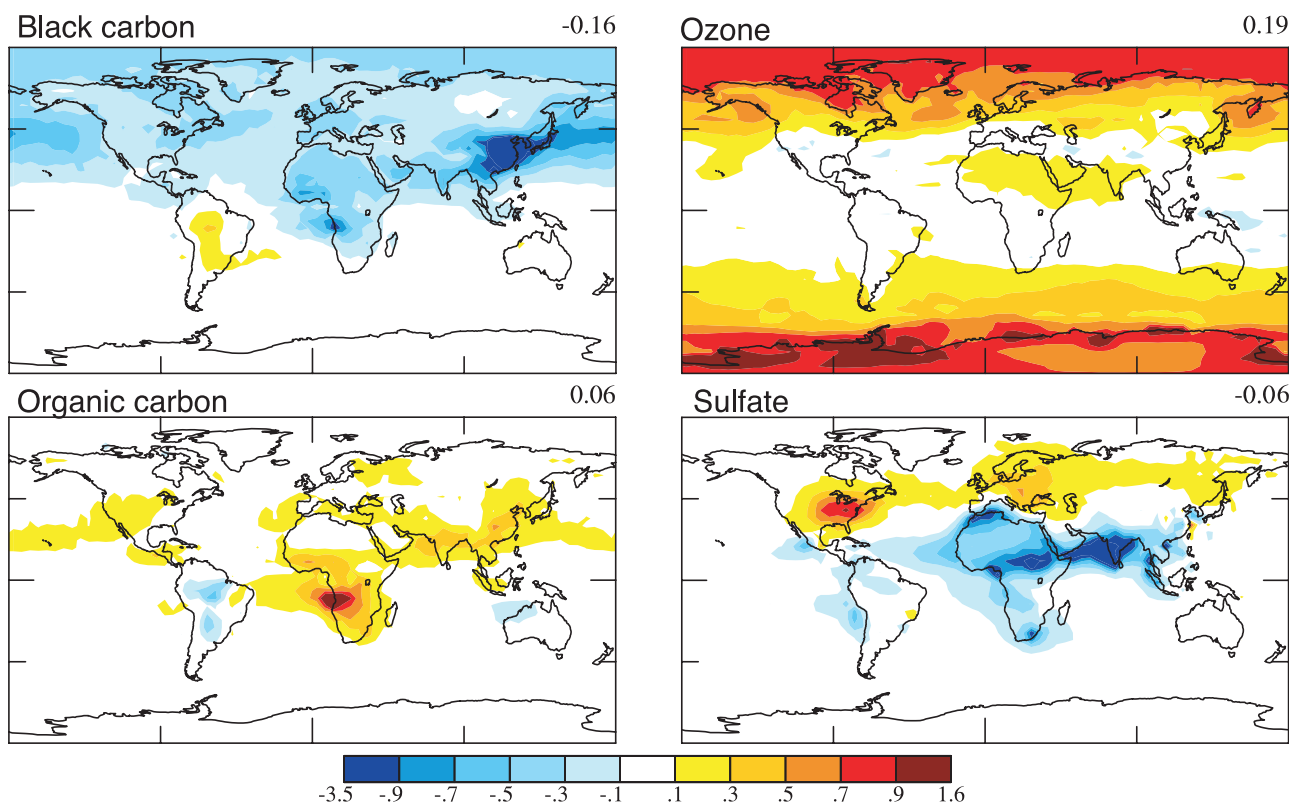 Black carbon -0.16
Ozone 0.19
Organic carbon 0.06
Sulfate -0.06
-3.5 -.9 -.7 -.5 -.3 -.1 .1 .3 .5 .7 .9 1.6